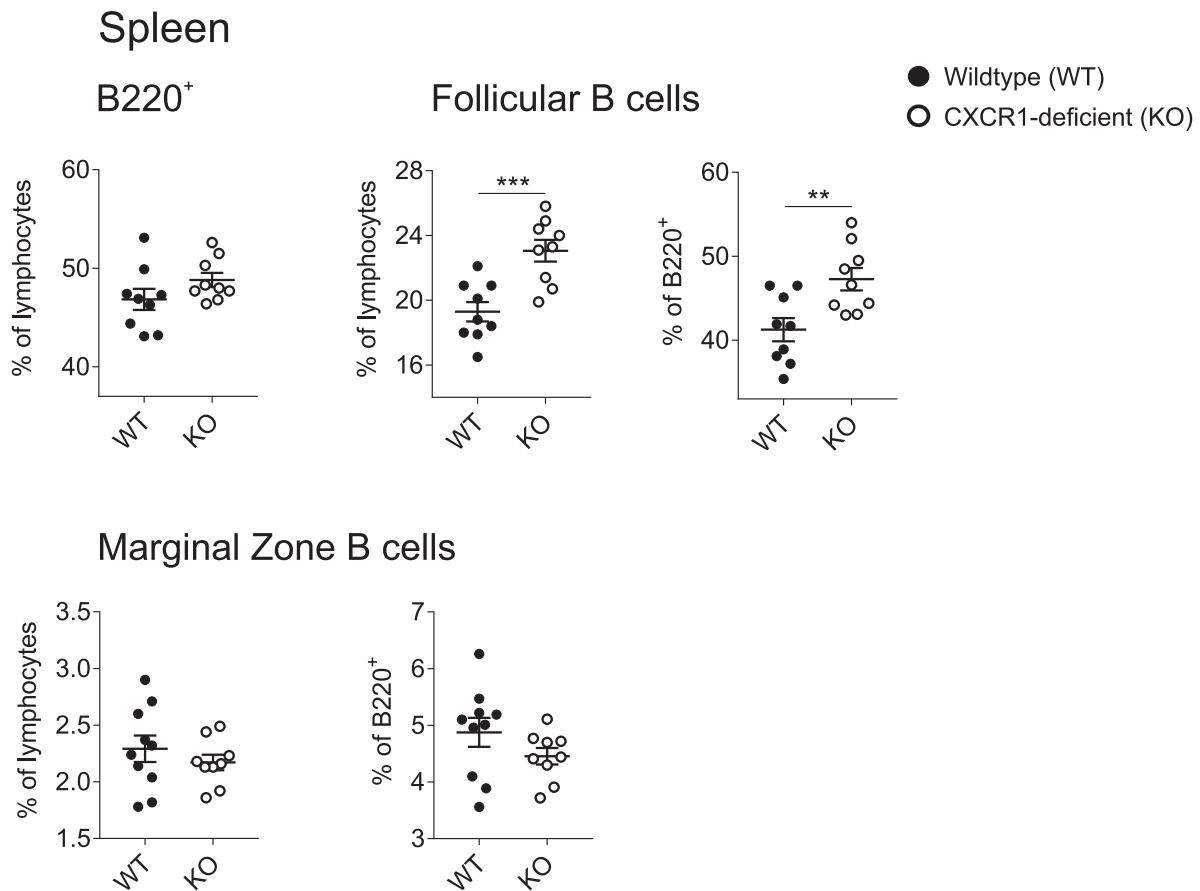 Spleen
B220+
Follicular B cells
Wildtype (WT)
CXCR1-deficient (KO)
% of lymphocytes
60
50
40
WT
KO
% of lymphocytes
28
24
20
16
***
WT
KO
% of B220+
60
50
40
**
WT
KO
Marginal Zone B cells
% of lymphocytes
3.5
3.0
2.5
2.0
1.5
WT
KO
% of B220+
7
6
5
4
3
WT
KO